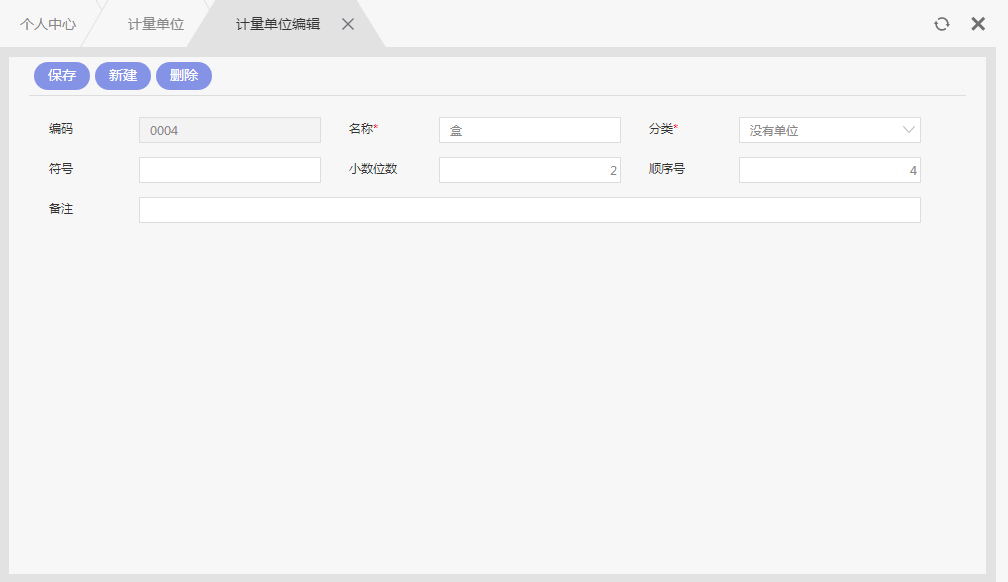 个人中心 计量单位 计量单位编辑
保存 新建 删除
编码 0004 名称* 盒 分类* 没有单位
符号 小数位数 2 顺序号 4
备注